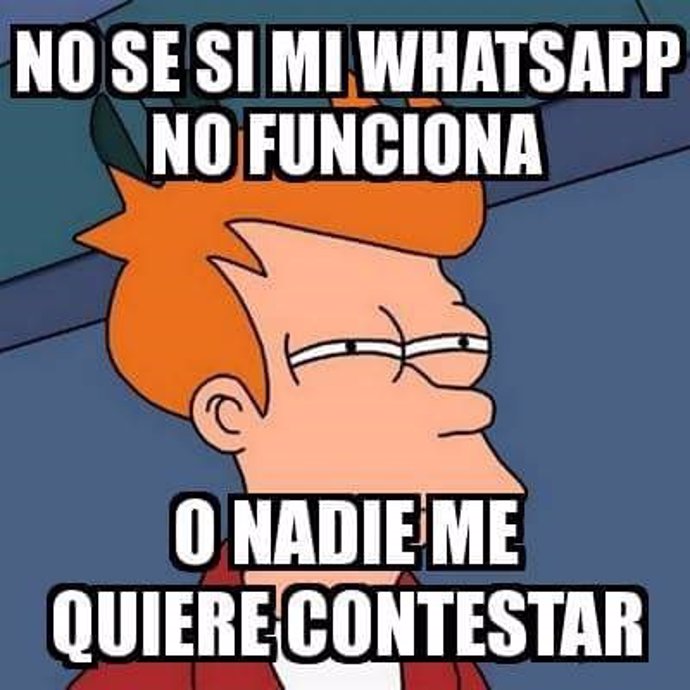 NO SE SI MI WHATSAPP
NO FUNCIONA
O NADIE ME
QUIERE CONTESTAR